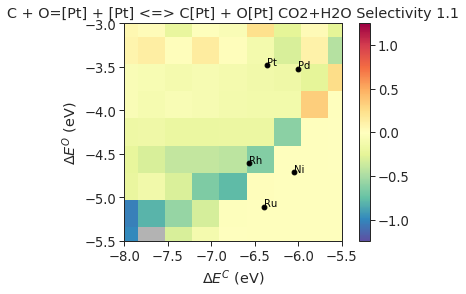 C + O=[Pt] + [Pt] <=> C[Pt] + O[Pt] CO2+H2O Selectivity 1.1
−3.0
−3.5
−4.0
−4.5
−5.0
−5.5
ΔE^O (eV)
Pt
Pd
Rh
Ni
Ru
−8.0 −7.5 −7.0 −6.5 −6.0 −5.5
ΔE^C (eV)
1.0
0.5
0.0
−0.5
−1.0